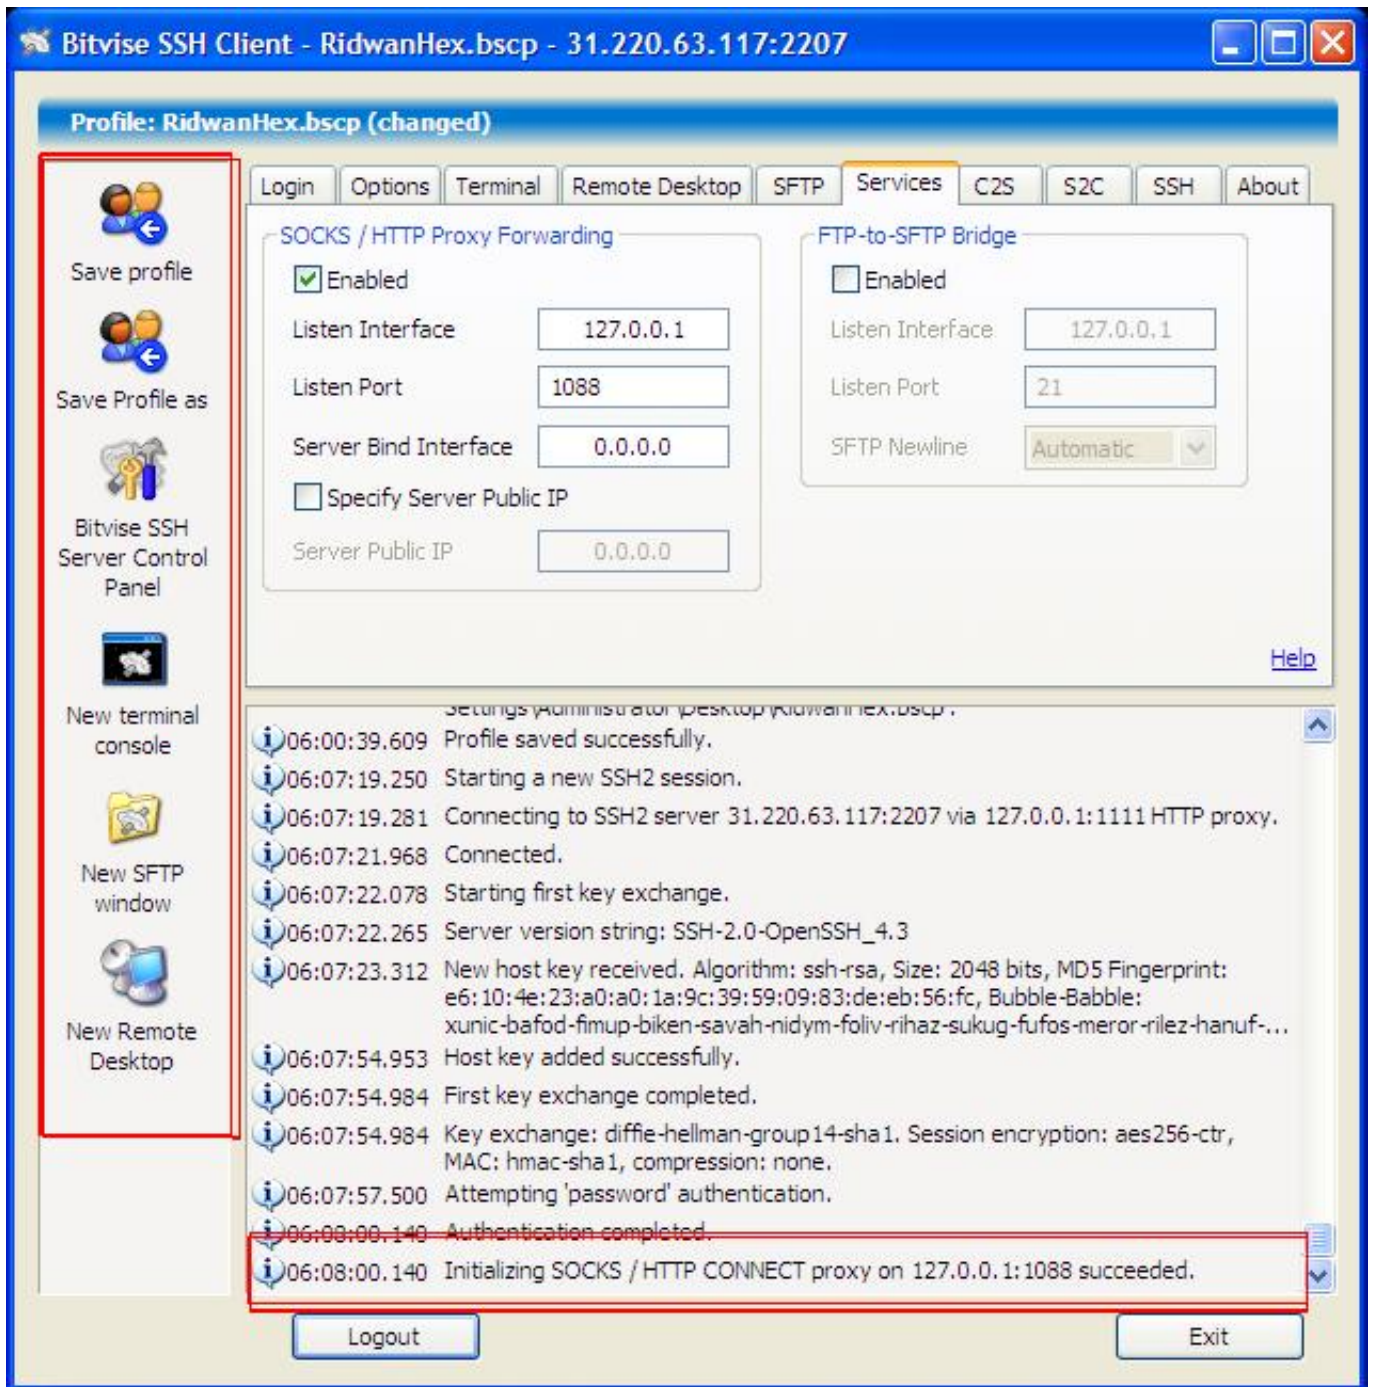 Bitvise SSH Client - RidwanHex.bscp - 31.220.63.117:2207
Profile: RidwanHex.bscp (changed)
Save profile
Save Profile as
Bitvise SSH
Server Control
Panel
New terminal
console
New SFTP
window
New Remote
Desktop
Login Options Terminal Remote Desktop SFTP Services C2S S2C SSH About
SOCKS / HTTP Proxy Forwarding
Enabled
Listen Interface 127.0.0.1
Listen Port 1088
Server Bind Interface 0.0.0.0
Specify Server Public IP
Server Public IP 0.0.0.0
FTP-to-SFTP Bridge
Enabled
Listen Interface 127.0.0.1
Listen Port 21
SFTP Newline Automatic
Help
Settings\Administrator\Desktop\RidwanHex.bscp'.
06:00:39.609 Profile saved successfully.
06:07:19.250 Starting a new SSH2 session.
06:07:19.281 Connecting to SSH2 server 31.220.63.117:2207 via 127.0.0.1:1111 HTTP proxy.
06:07:21.968 Connected.
06:07:22.078 Starting first key exchange.
06:07:22.265 Server version string: SSH-2.0-OpenSSH_4.3
06:07:23.312 New host key received. Algorithm: ssh-rsa, Size: 2048 bits, MD5 Fingerprint:
e6:10:4e:23:a0:a0:1a:9c:39:59:09:83:de:eb:56:fc, Bubble-Babble:
xunic-bafod-fimup-biken-savah-nidym-foliv-rihaz-sukug-fufos-meror-rilez-hanuf-...
06:07:54.953 Host key added successfully.
06:07:54.984 First key exchange completed.
06:07:54.984 Key exchange: diffie-hellman-group14-sha1. Session encryption: aes256-ctr,
MAC: hmac-sha1, compression: none.
06:07:57.500 Attempting 'password' authentication.
06:08:00.140 Authentication completed.
06:08:00.140 Initializing SOCKS / HTTP CONNECT proxy on 127.0.0.1:1088 succeeded.
Logout Exit